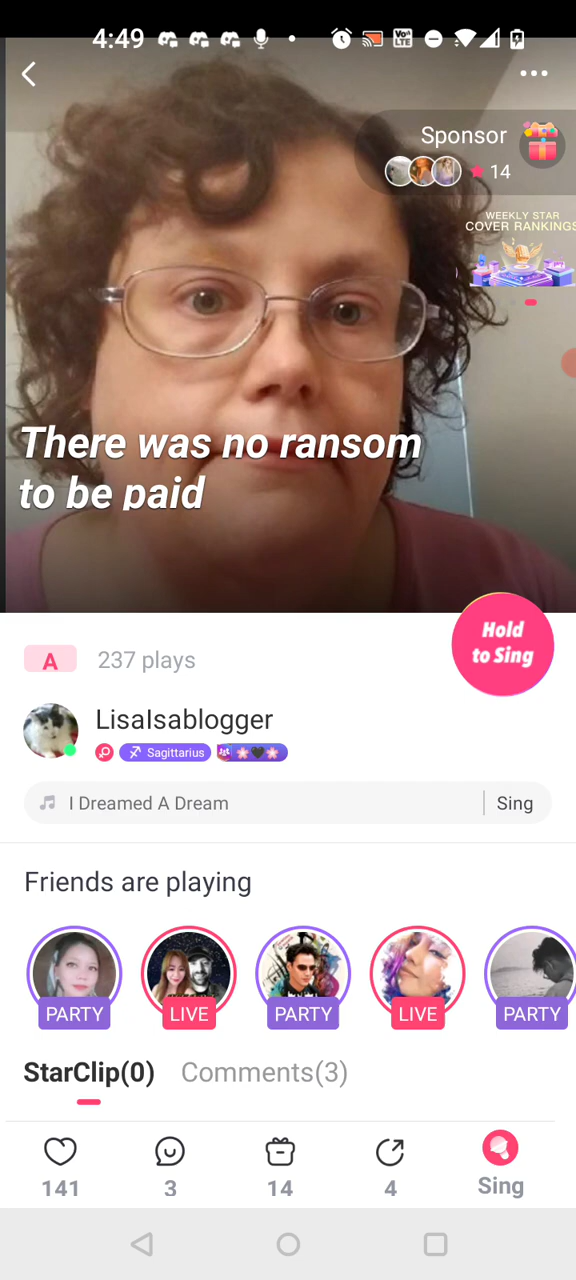 4:49
Vo))
LTE
Sponsor
14
WEEKLY STAR
COVER RANKINGS
There was no ransom
to be paid
Hold
to Sing
A 237 plays
LisaIsablogger
Sagittarius
I Dreamed A Dream Sing
Friends are playing
PARTY LIVE PARTY LIVE PARTY
StarClip(0) Comments(3)
141 3 14 4 Sing